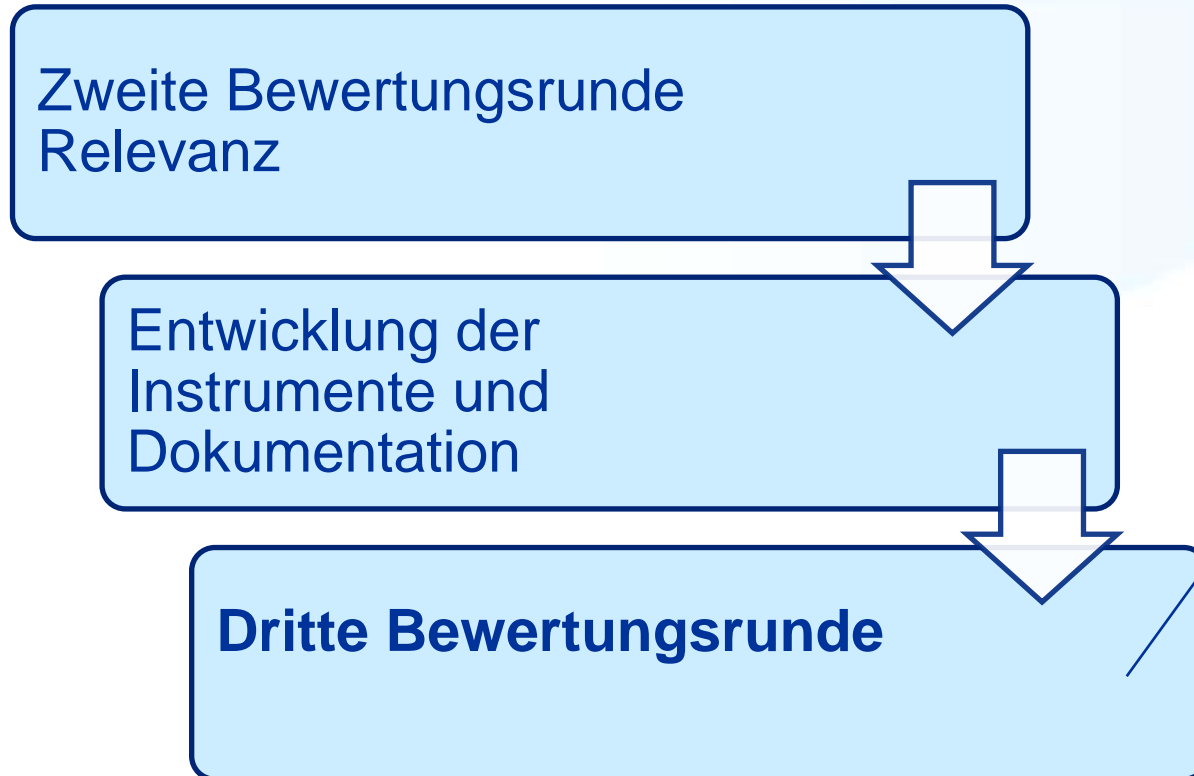 Zweite Bewertungsrunde
Relevanz
Entwicklung der
Instrumente und
Dokumentation
Dritte Bewertungsrunde